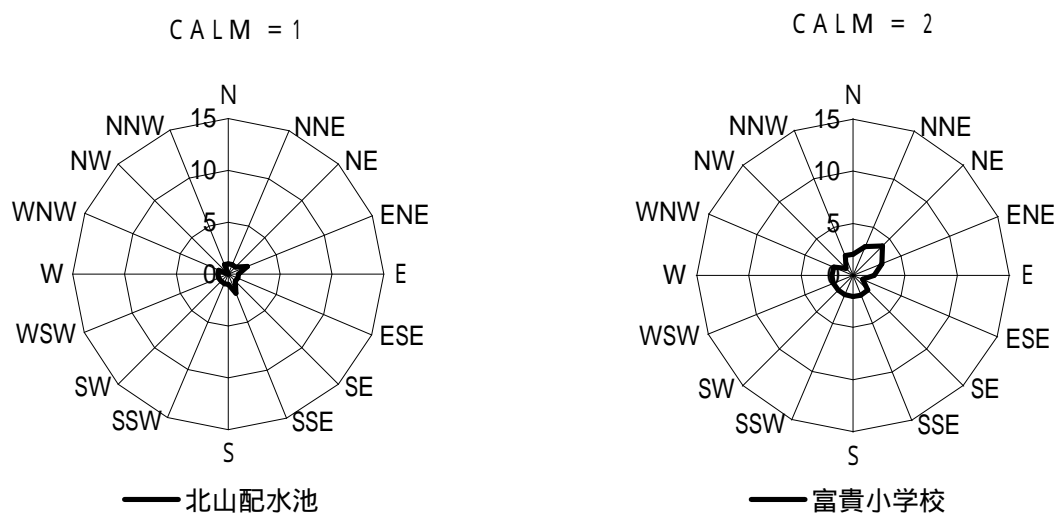 CALM = 1
N
NNE
NE
ENE
E
ESE
SE
SSE
S
SSW
SW
WSW
W
WNW
NW
NNW
15
10
5
0
北山配水池
CALM = 2
N
NNE
NE
ENE
E
ESE
SE
SSE
S
SSW
SW
WSW
W
WNW
NW
NNW
15
10
5
0
富貴小学校